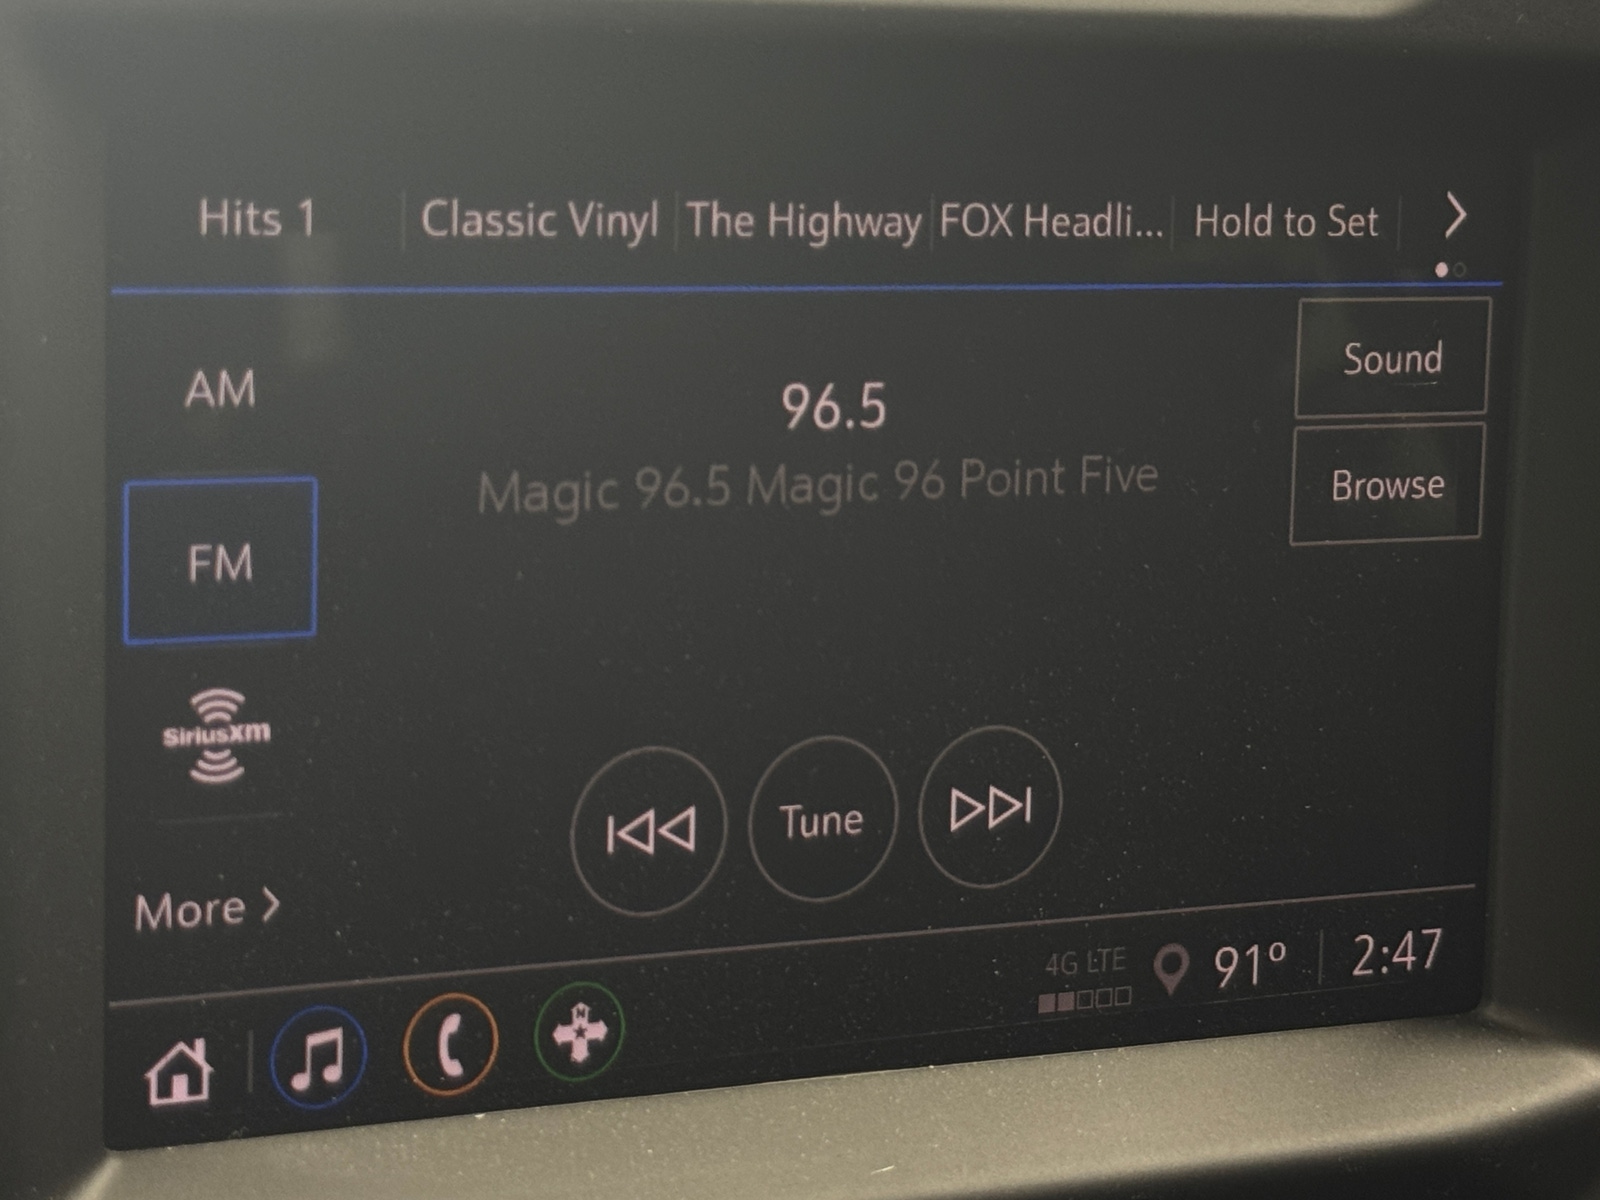 Hits 1 Classic Vinyl The Highway FOX Headli... Hold to Set
AM
96.5
Sound
Magic 96.5 Magic 96 Point Five
Browse
FM
SiriusXm
Tune
More
4G LTE 91° 2:47
N